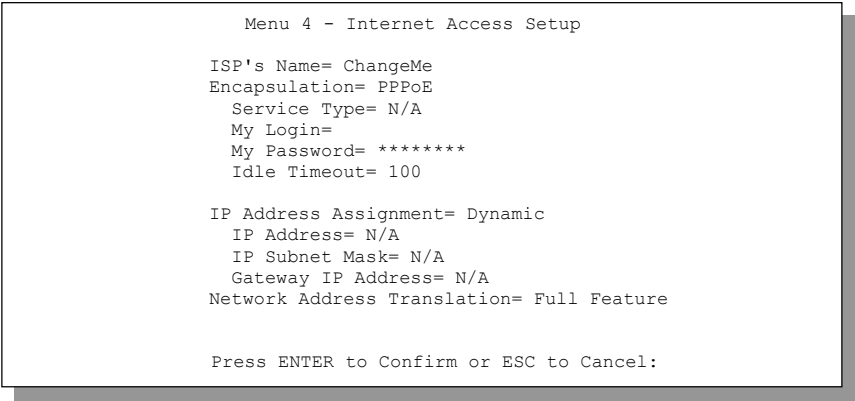 Menu 4 - Internet Access Setup
ISP's Name= ChangeMe
Encapsulation= PPPoE
Service Type= N/A
My Login=
My Password= ********
Idle Timeout= 100
IP Address Assignment= Dynamic
IP Address= N/A
IP Subnet Mask= N/A
Gateway IP Address= N/A
Network Address Translation= Full Feature
Press ENTER to Confirm or ESC to Cancel: